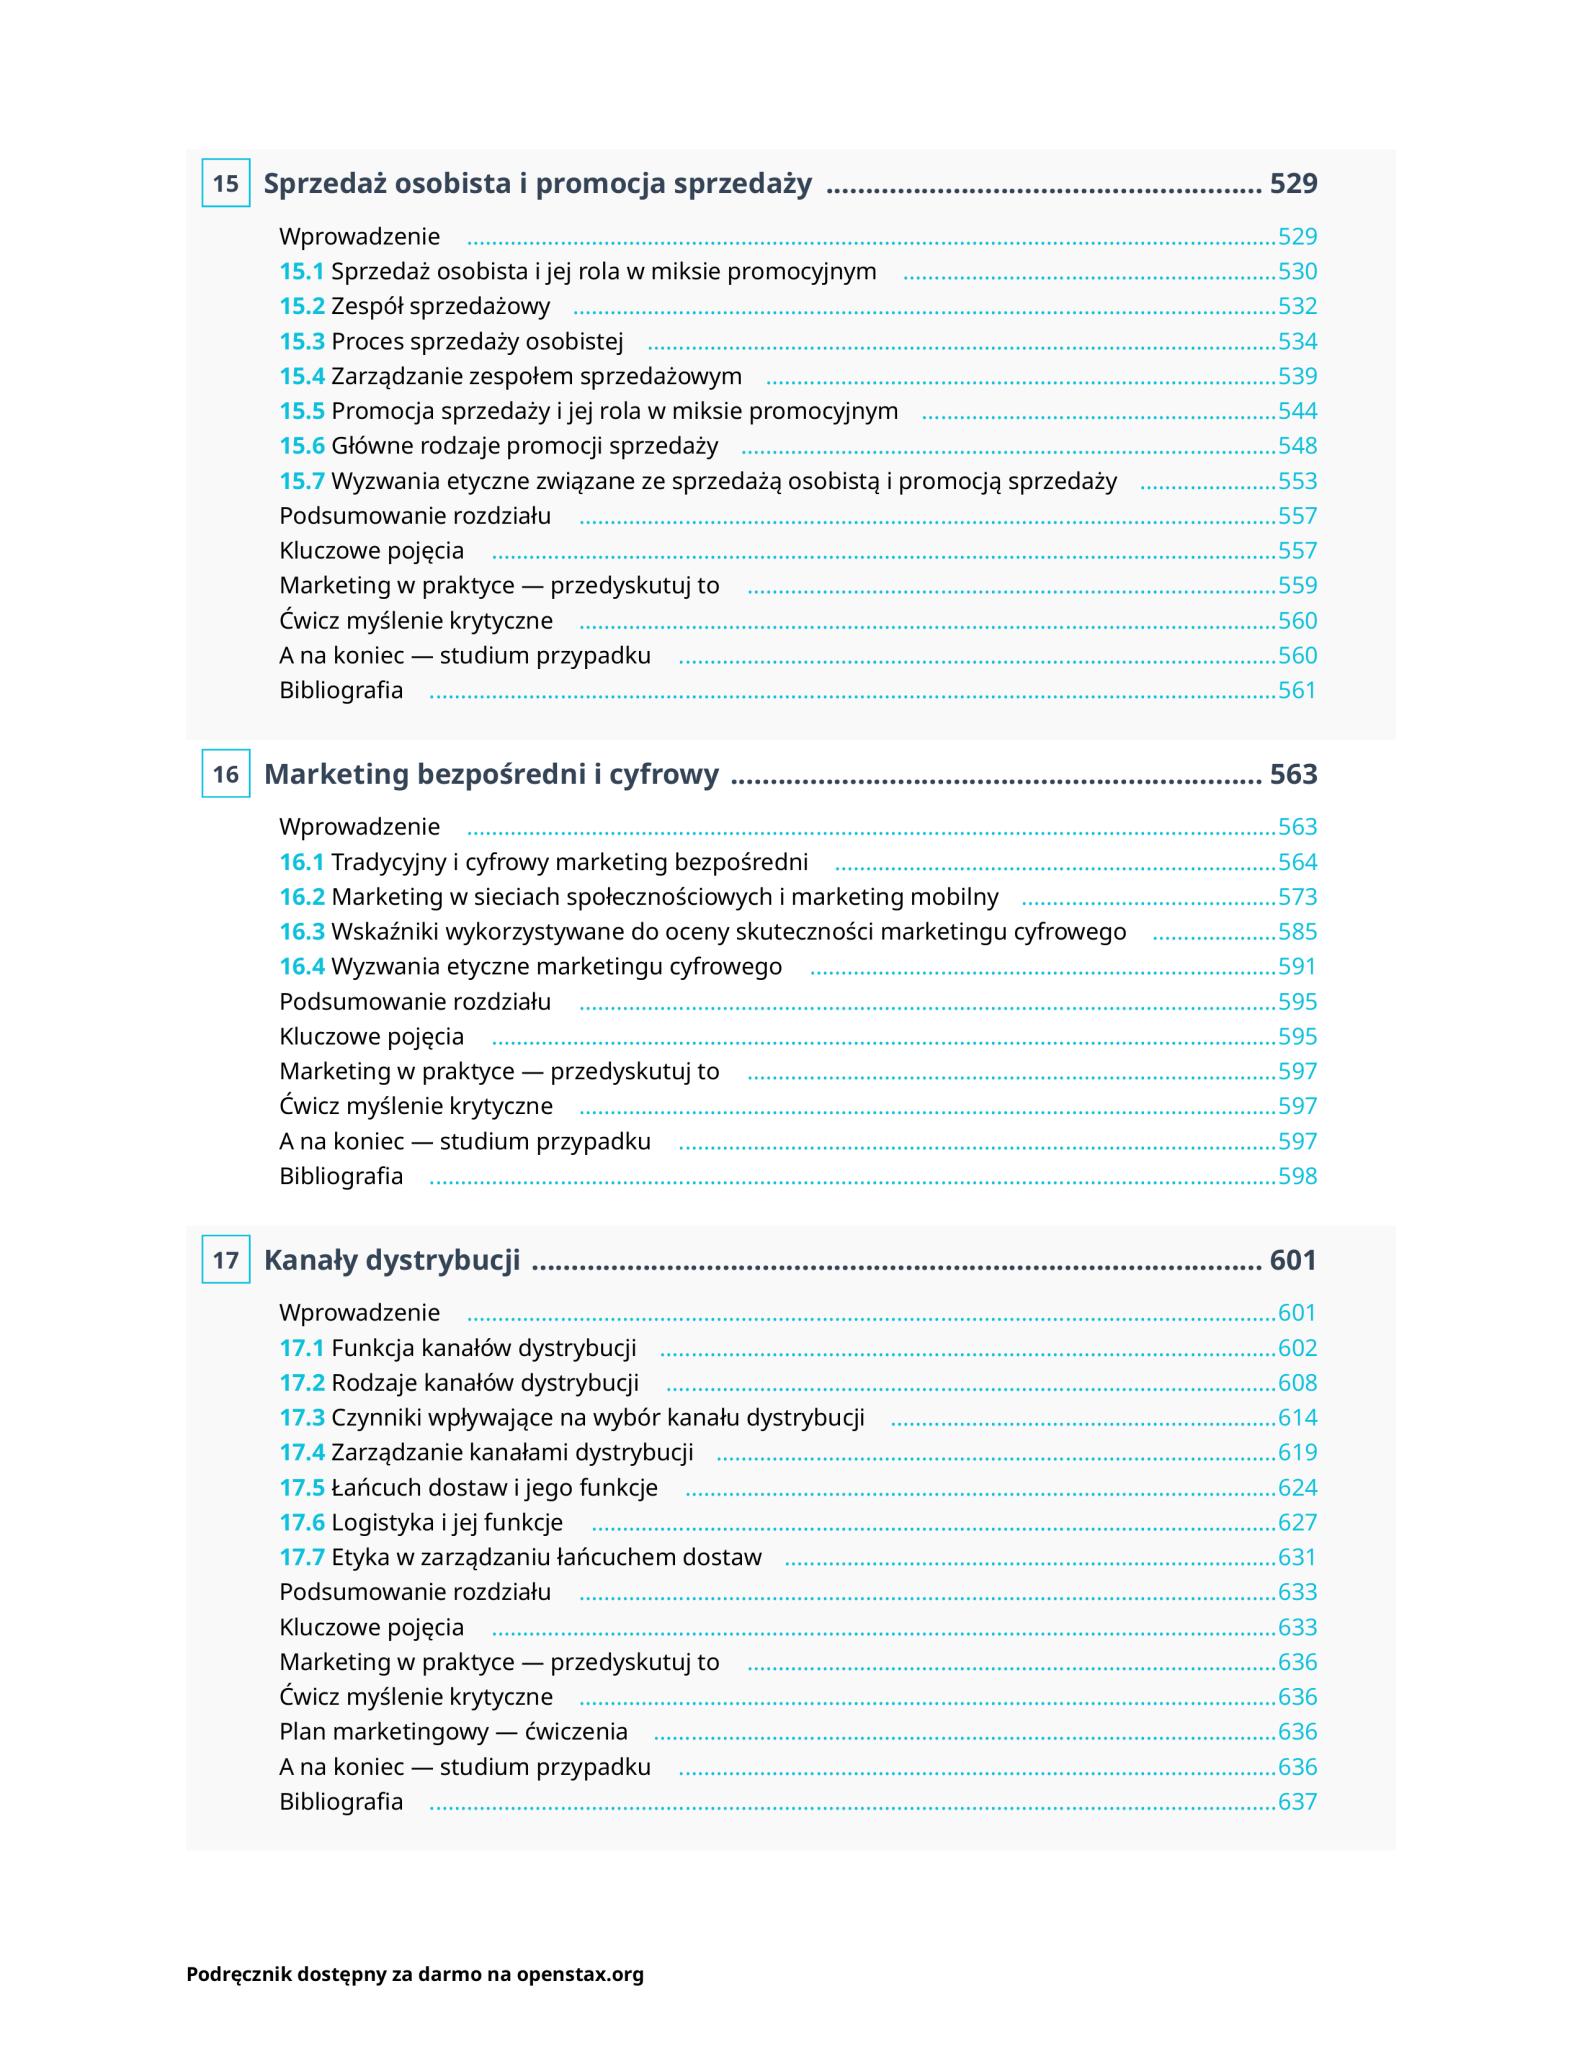 15 Sprzedaż osobista i promocja sprzedaży ...................................................... 529
Wprowadzenie ...................................................... 529
15.1 Sprzedaż osobista i jej rola w miksie promocyjnym ...................................................... 530
15.2 Zespół sprzedażowy ...................................................... 532
15.3 Proces sprzedaży osobistej ...................................................... 534
15.4 Zarządzanie zespołem sprzedażowym ...................................................... 539
15.5 Promocja sprzedaży i jej rola w miksie promocyjnym ...................................................... 544
15.6 Główne rodzaje promocji sprzedaży ...................................................... 548
15.7 Wyzwania etyczne związane ze sprzedażą osobistą i promocją sprzedaży ...................... 553
Podsumowanie rozdziału ...................................................... 557
Kluczowe pojęcia ...................................................... 557
Marketing w praktyce — przedyskutuj to ...................................................... 559
Ćwicz myślenie krytyczne ...................................................... 560
A na koniec — studium przypadku ...................................................... 560
Bibliografia ...................................................... 561
16 Marketing bezpośredni i cyfrowy ...................................................... 563
Wprowadzenie ...................................................... 563
16.1 Tradycyjny i cyfrowy marketing bezpośredni ...................................................... 564
16.2 Marketing w sieciach społecznościowych i marketing mobilny ...................................................... 573
16.3 Wskaźniki wykorzystywane do oceny skuteczności marketingu cyfrowego .................... 585
16.4 Wyzwania etyczne marketingu cyfrowego ...................................................... 591
Podsumowanie rozdziału ...................................................... 595
Kluczowe pojęcia ...................................................... 595
Marketing w praktyce — przedyskutuj to ...................................................... 597
Ćwicz myślenie krytyczne ...................................................... 597
A na koniec — studium przypadku ...................................................... 597
Bibliografia ...................................................... 598
17 Kanały dystrybucji ...................................................... 601
Wprowadzenie ...................................................... 601
17.1 Funkcja kanałów dystrybucji ...................................................... 602
17.2 Rodzaje kanałów dystrybucji ...................................................... 608
17.3 Czynniki wpływające na wybór kanału dystrybucji ...................................................... 614
17.4 Zarządzanie kanałami dystrybucji ...................................................... 619
17.5 Łańcuch dostaw i jego funkcje ...................................................... 624
17.6 Logistyka i jej funkcje ...................................................... 627
17.7 Etyka w zarządzaniu łańcuchem dostaw ...................................................... 631
Podsumowanie rozdziału ...................................................... 633
Kluczowe pojęcia ...................................................... 633
Marketing w praktyce — przedyskutuj to ...................................................... 636
Ćwicz myślenie krytyczne ...................................................... 636
Plan marketingowy — ćwiczenia ...................................................... 636
A na koniec — studium przypadku ...................................................... 636
Bibliografia ...................................................... 637
Podręcznik dostępny za darmo na openstax.org